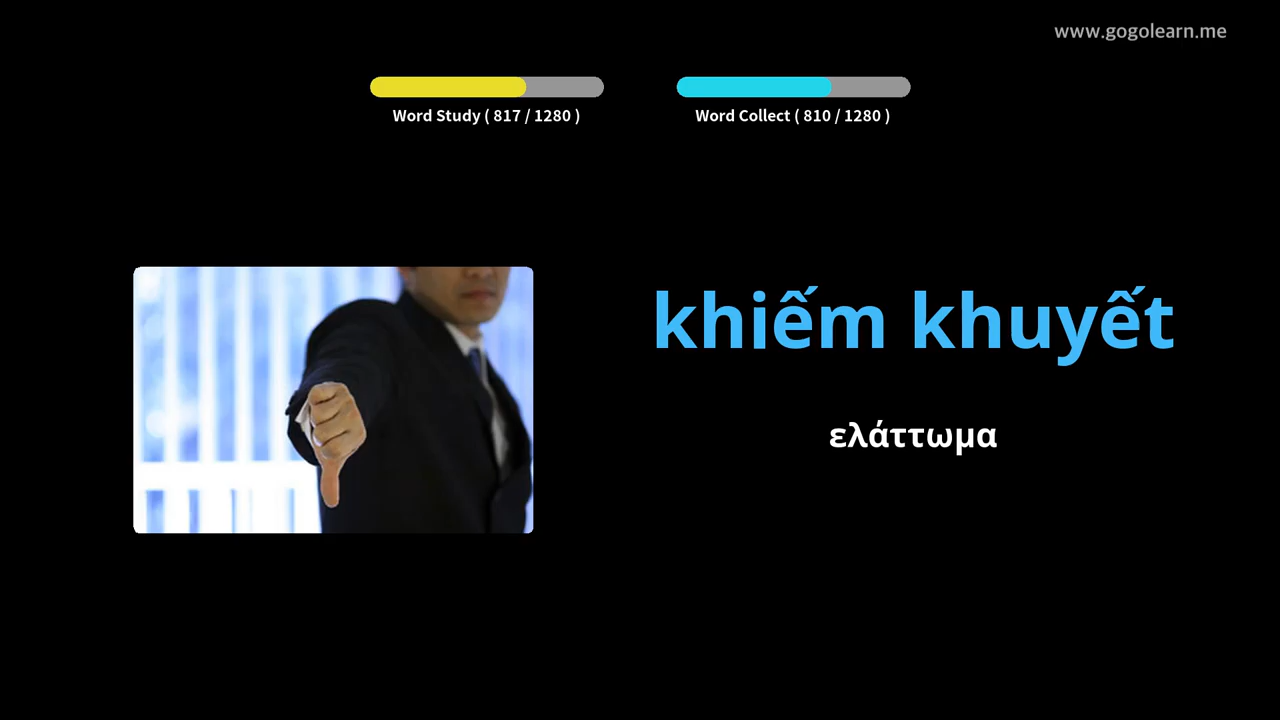 www.gogolearn.me
Word Study ( 817 / 1280 )
Word Collect ( 810 / 1280 )
khiếm khuyết
ελάττωμα